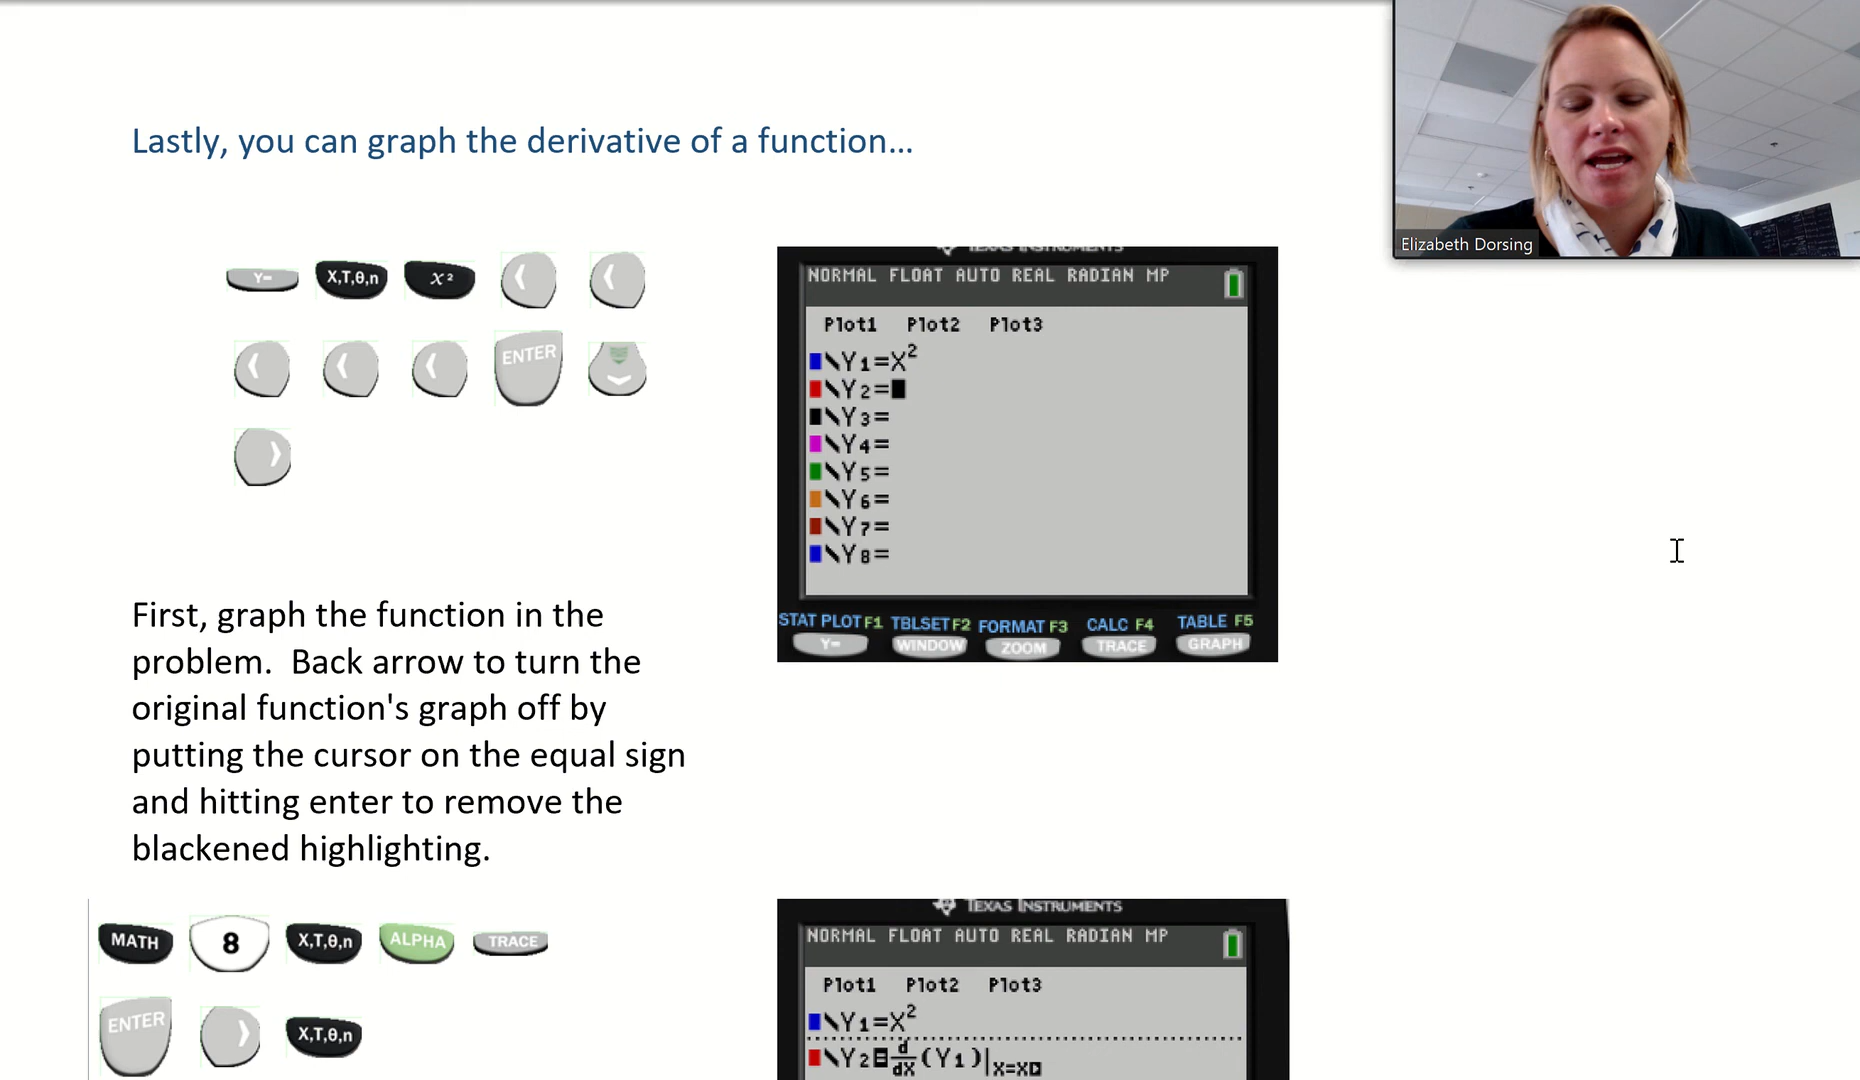 Lastly, you can graph the derivative of a function...
Elizabeth Dorsing
Y= X,T,θ,n x²
ENTER
TEXAS INSTRUMENTS
NORMAL FLOAT AUTO REAL RADIAN MP
Plot1 Plot2 Plot3
\Y1=X²
\Y2=
\Y3=
\Y4=
\Y5=
\Y6=
\Y7=
\Y8=
STAT PLOT F1 TBLSET F2 FORMAT F3 CALC F4 TABLE F5
Y= WINDOW ZOOM TRACE GRAPH
First, graph the function in the
problem. Back arrow to turn the
original function's graph off by
putting the cursor on the equal sign
and hitting enter to remove the
blackened highlighting.
MATH 8 X,T,θ,n ALPHA TRACE
ENTER X,T,θ,n
TEXAS INSTRUMENTS
NORMAL FLOAT AUTO REAL RADIAN MP
Plot1 Plot2 Plot3
\Y1=X²
\Y2=d/dX(Y1)|X=X